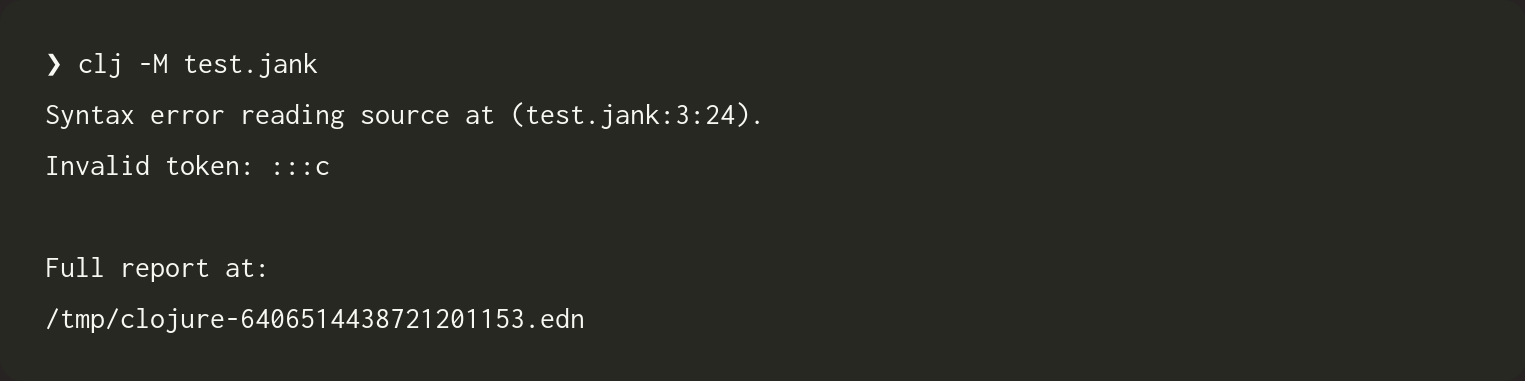 ❯ clj -M test.jank
Syntax error reading source at (test.jank:3:24).
Invalid token: :::c
Full report at:
/tmp/clojure-6406514438721201153.edn